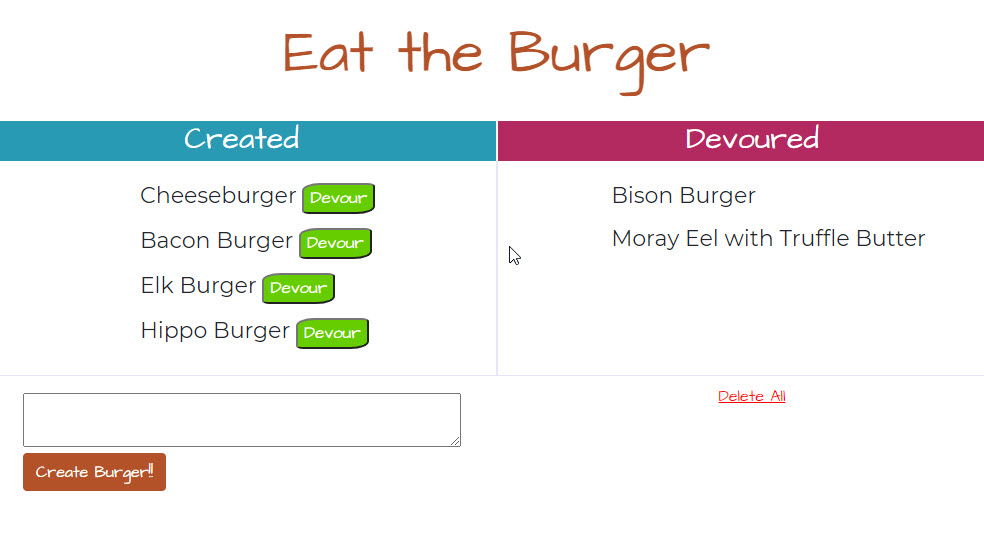 Eat the Burger
Created
Cheeseburger Devour
Bacon Burger Devour
Elk Burger Devour
Hippo Burger Devour
Create Burger!!
Devoured
Bison Burger
Moray Eel with Truffle Butter
Delete All